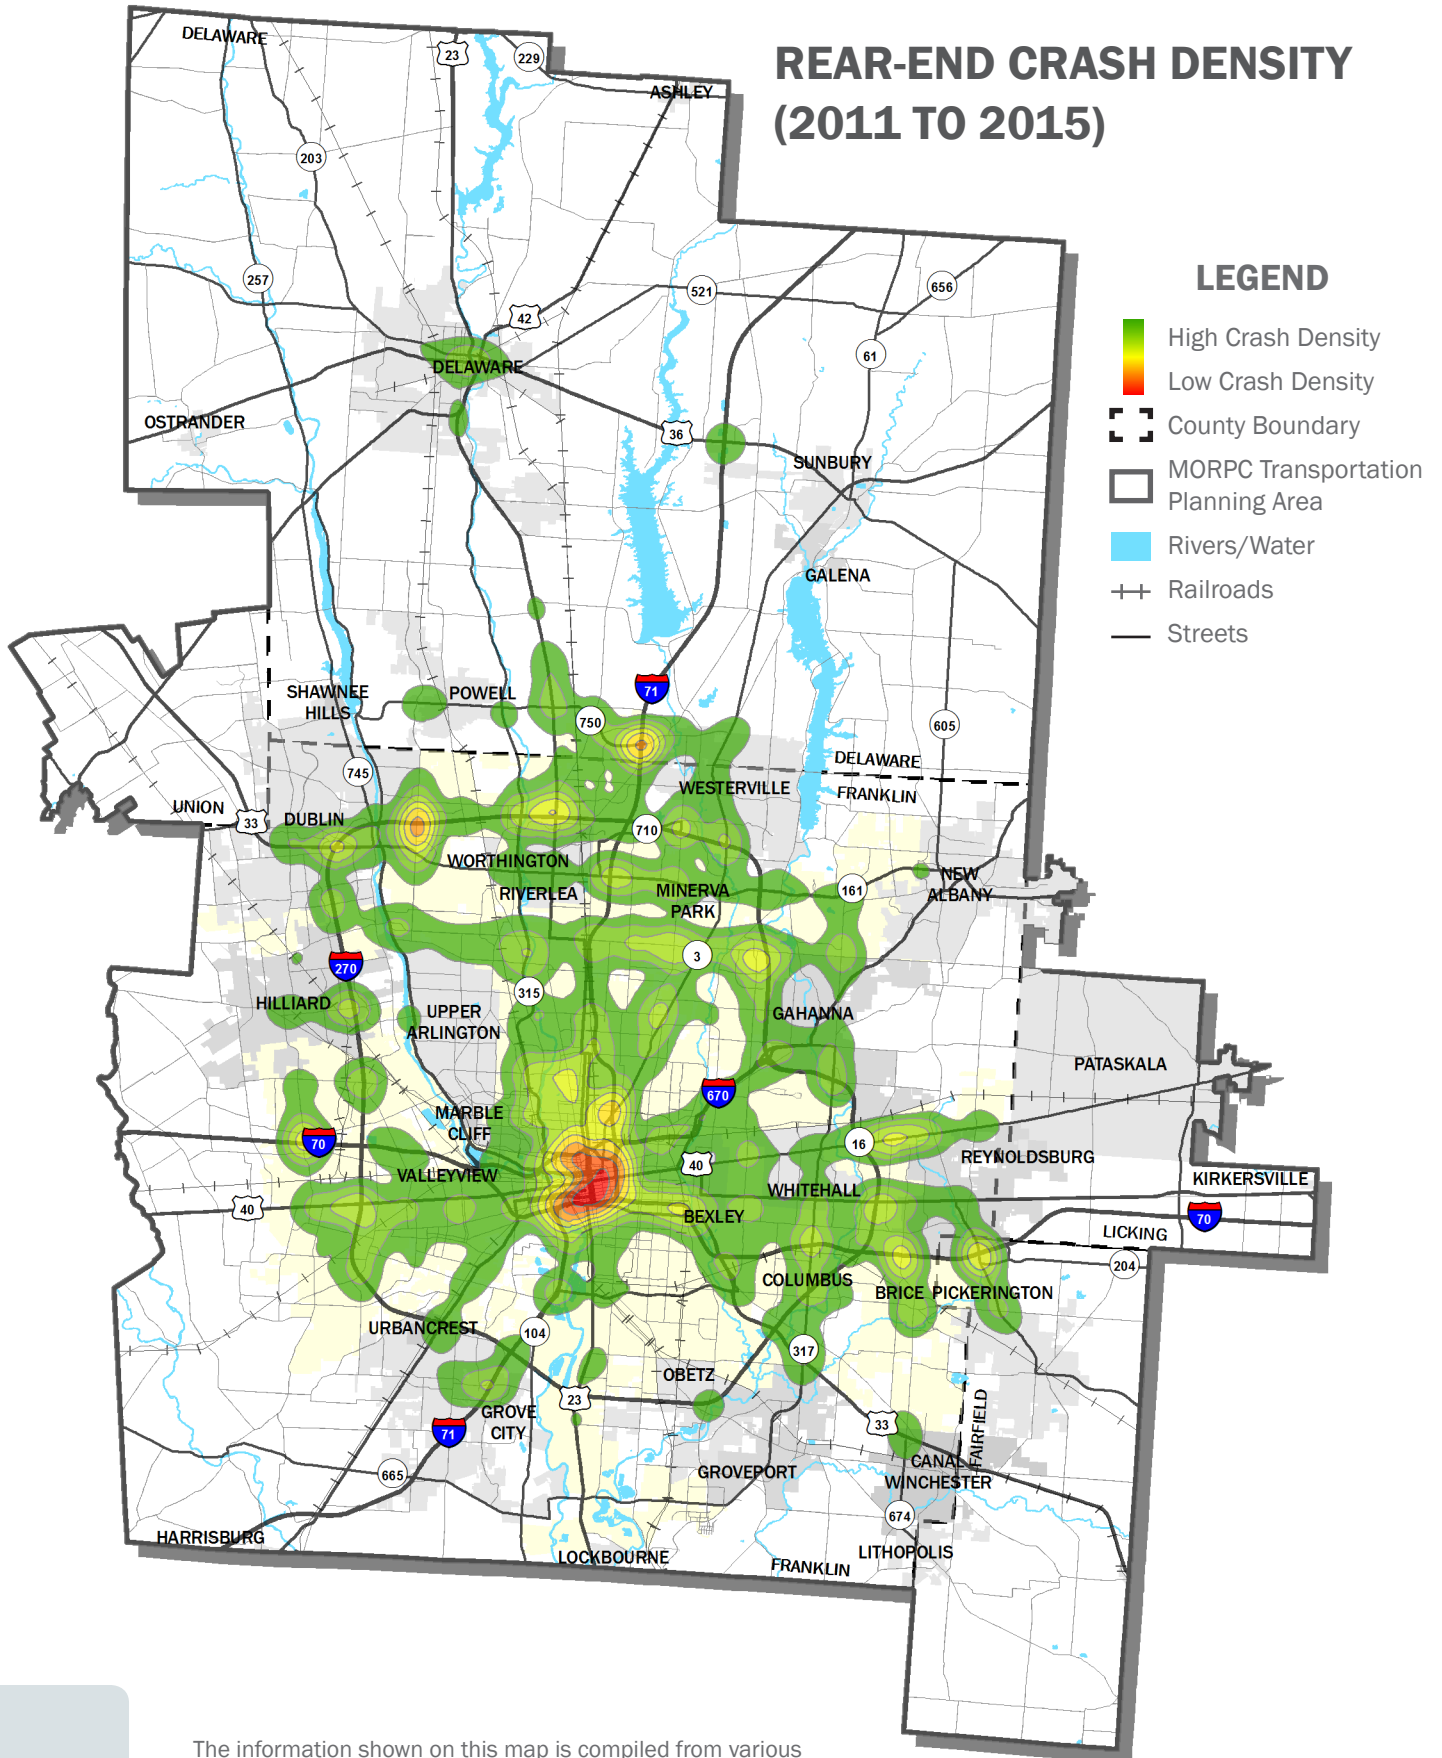 REAR-END CRASH DENSITY
(2011 TO 2015)
LEGEND
High Crash Density
Low Crash Density
County Boundary
MORPC Transportation
Planning Area
Rivers/Water
Railroads
Streets
DELAWARE
23
229
ASHLEY
203
257
521
656
42
61
DELAWARE
OSTRANDER
36
SUNBURY
GALENA
SHAWNEE
HILLS
POWELL
71
750
605
745
DELAWARE
WESTERVILLE
FRANKLIN
UNION
33
DUBLIN
710
WORTHINGTON
RIVERLEA
MINERVA
PARK
161
NEW
ALBANY
270
3
315
HILLIARD
UPPER
ARLINGTON
GAHANNA
PATASKALA
670
MARBLE
CLIFF
70
16
REYNOLDSBURG
40
VALLEYVIEW
WHITEHALL
KIRKERSVILLE
40
BEXLEY
70
LICKING
204
COLUMBUS
BRICE
PICKERINGTON
URBANCREST
104
317
OBETZ
23
GROVE
CITY
71
33
FAIRFIELD
CANAL
WINCHESTER
665
GROVEPORT
674
HARRISBURG
LOCKBOURNE
LITHOPOLIS
FRANKLIN
The information shown on this map is compiled from various